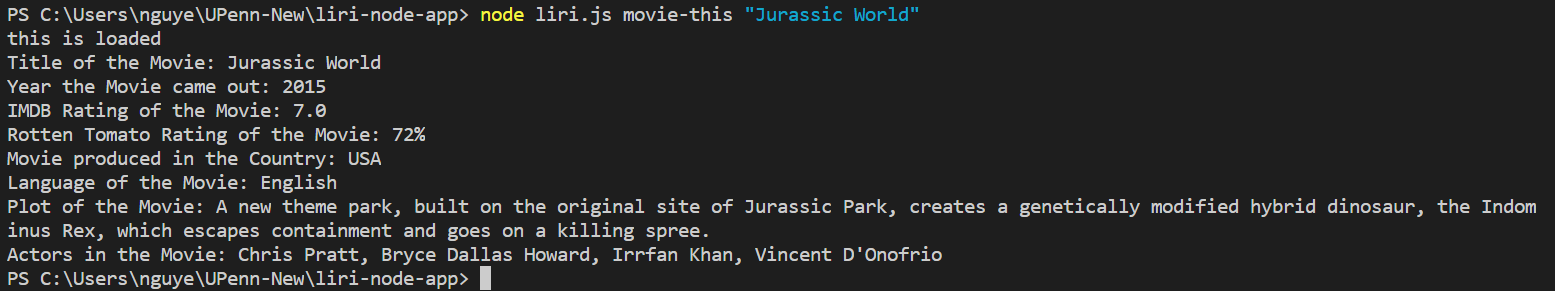 PS C:\Users\nguye\UPenn-New\liri-node-app> node liri.js movie-this "Jurassic World"
this is loaded
Title of the Movie: Jurassic World
Year the Movie came out: 2015
IMDB Rating of the Movie: 7.0
Rotten Tomato Rating of the Movie: 72%
Movie produced in the Country: USA
Language of the Movie: English
Plot of the Movie: A new theme park, built on the original site of Jurassic Park, creates a genetically modified hybrid dinosaur, the Indom
inus Rex, which escapes containment and goes on a killing spree.
Actors in the Movie: Chris Pratt, Bryce Dallas Howard, Irrfan Khan, Vincent D'Onofrio
PS C:\Users\nguye\UPenn-New\liri-node-app>